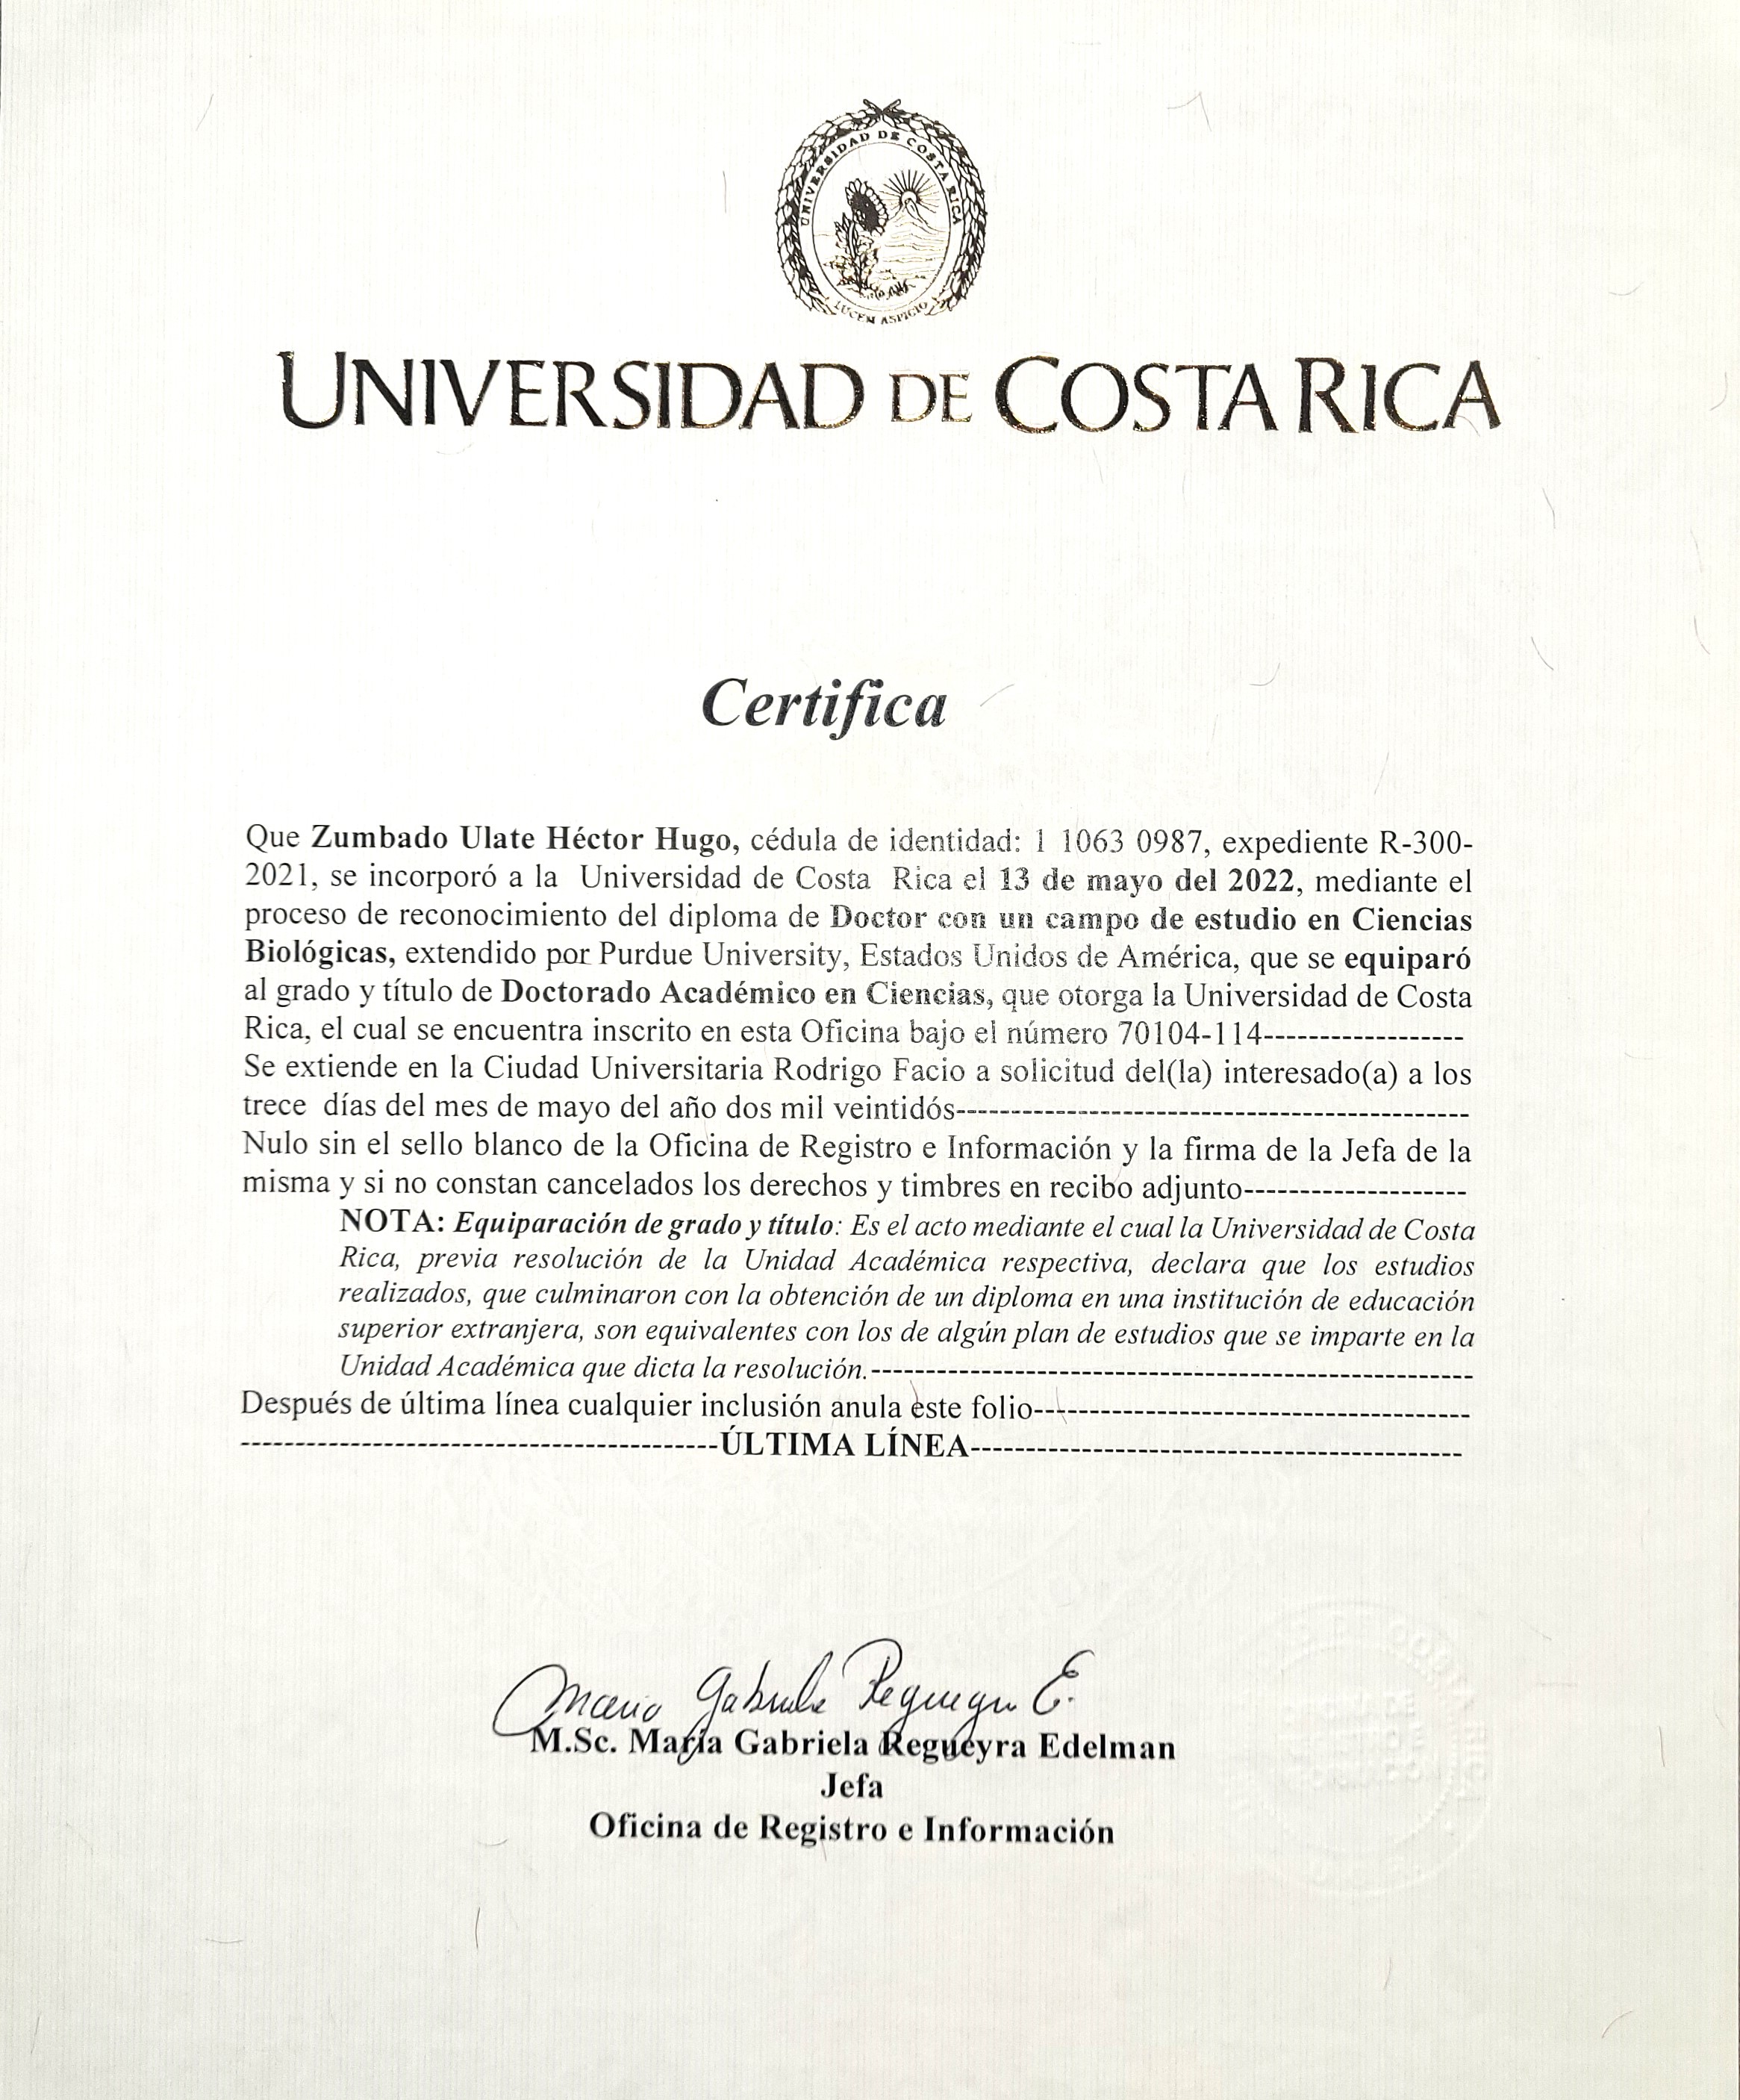 UNIVERSIDAD DE COSTA RICA
LUCEM ASPICIO
UNIVERSIDAD DE COSTA RICA
Certifica
Que Zumbado Ulate Héctor Hugo, cédula de identidad: 1 1063 0987, expediente R-300-
2021, se incorporó a la Universidad de Costa Rica el 13 de mayo del 2022, mediante el
proceso de reconocimiento del diploma de Doctor con un campo de estudio en Ciencias
Biológicas, extendido por Purdue University, Estados Unidos de América, que se equiparó
al grado y título de Doctorado Académico en Ciencias, que otorga la Universidad de Costa
Rica, el cual se encuentra inscrito en esta Oficina bajo el número 70104-114------------------
Se extiende en la Ciudad Universitaria Rodrigo Facio a solicitud del(la) interesado(a) a los
trece días del mes de mayo del año dos mil veintidós-----------------------------------------------
Nulo sin el sello blanco de la Oficina de Registro e Información y la firma de la Jefa de la
misma y si no constan cancelados los derechos y timbres en recibo adjunto--------------------
NOTA: Equiparación de grado y título: Es el acto mediante el cual la Universidad de Costa
Rica, previa resolución de la Unidad Académica respectiva, declara que los estudios
realizados, que culminaron con la obtención de un diploma en una institución de educación
superior extranjera, son equivalentes con los de algún plan de estudios que se imparte en la
Unidad Académica que dicta la resolución.-------------------------------------------------------
Después de última línea cualquier inclusión anula este folio----------------------------------------
--------------------------------------------ÚLTIMA LÍNEA---------------------------------------------
Maria Gabriela Regueyra E.
M.Sc. María Gabriela Regueyra Edelman
Jefa
Oficina de Registro e Información
COSTA RICA